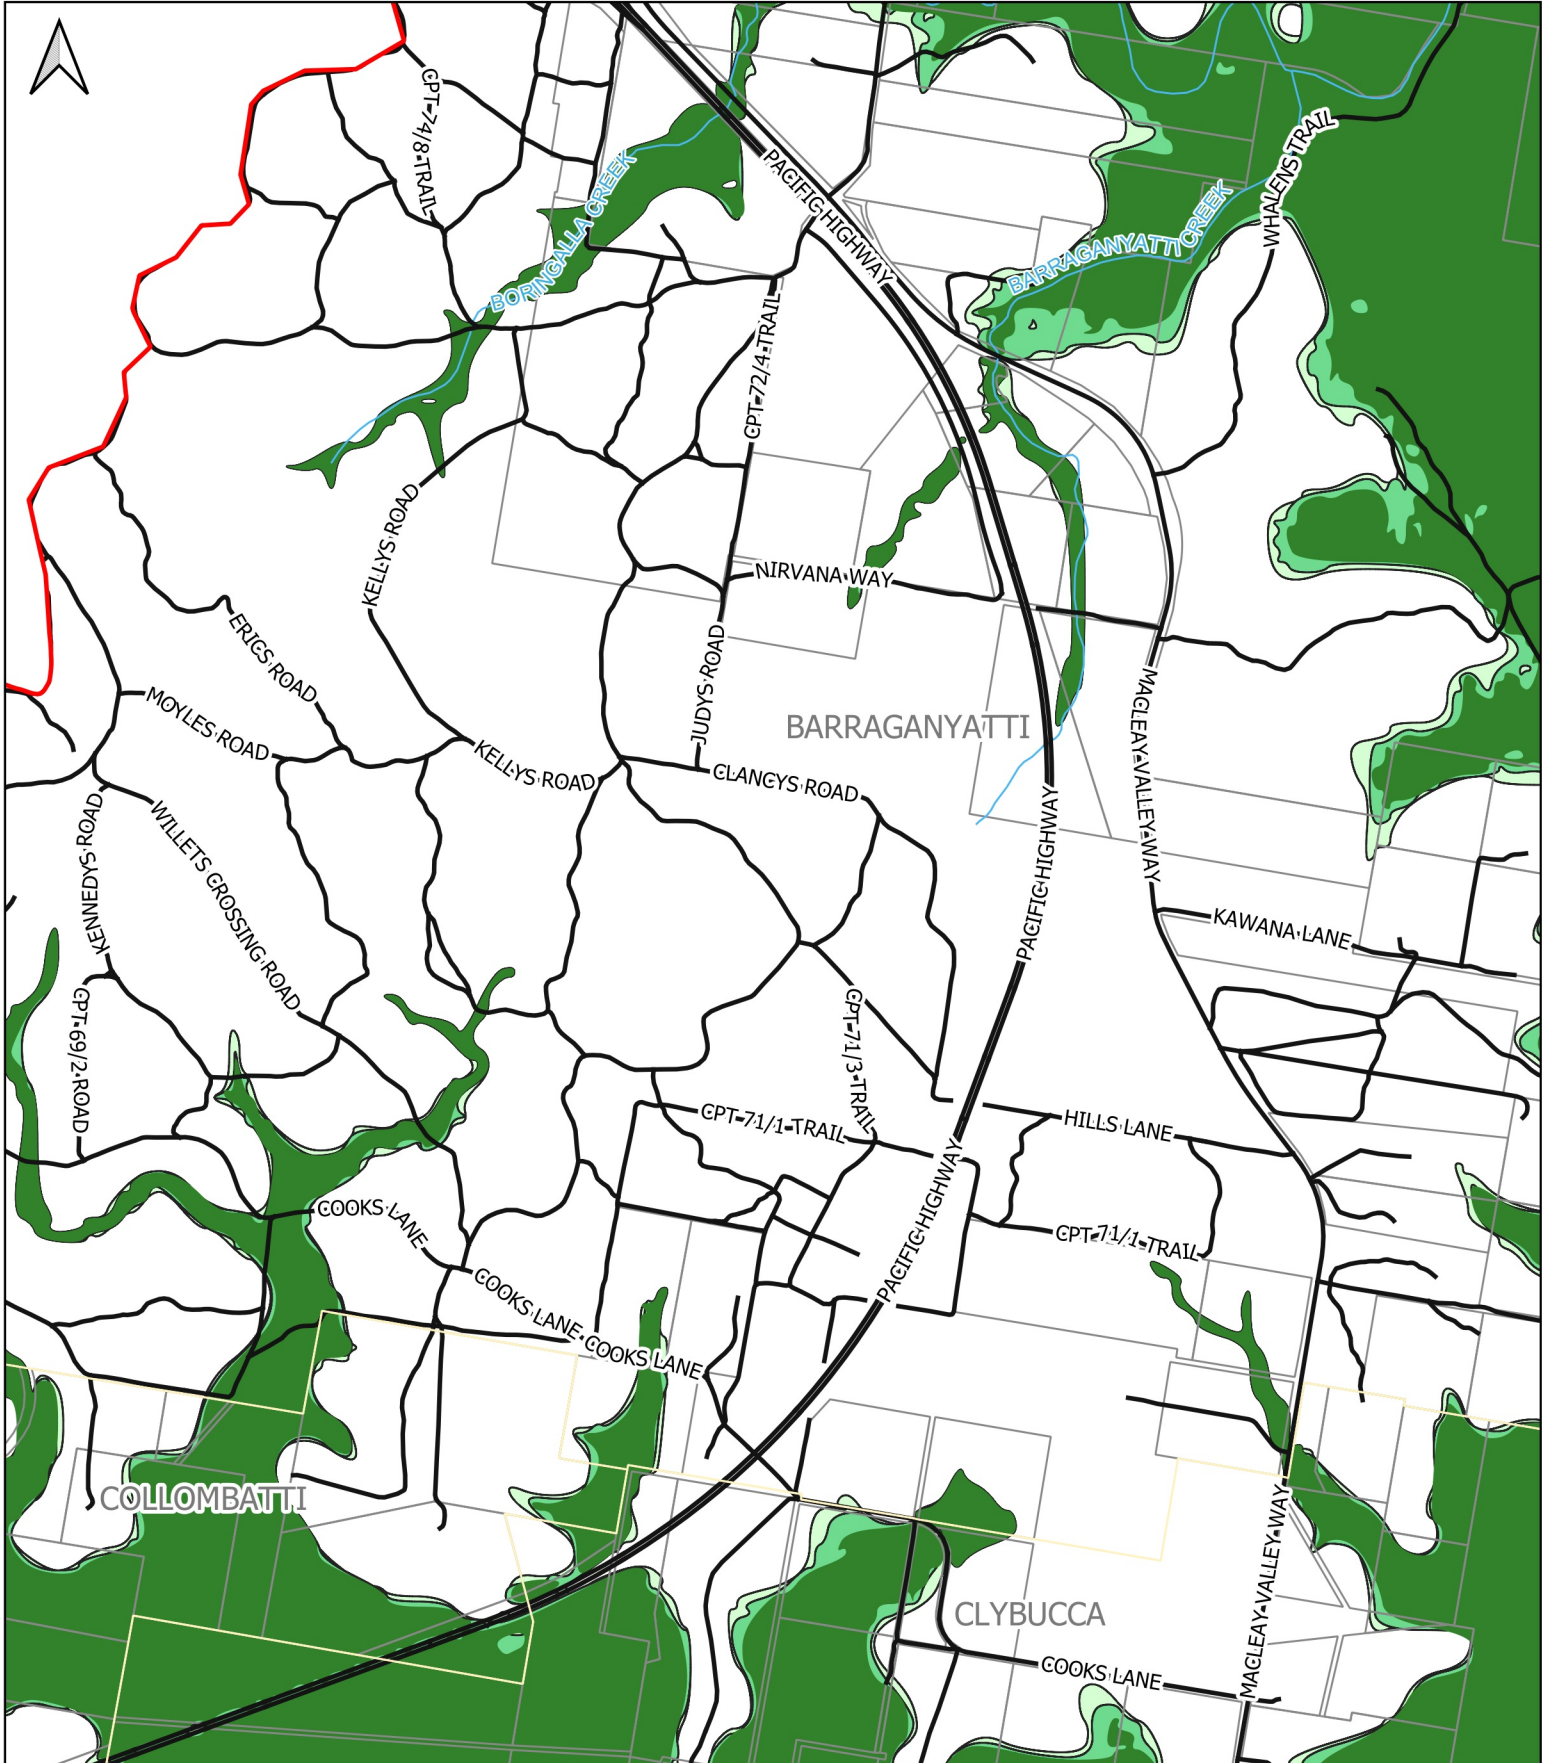 CPT-74/8-TRAIL
PACIFIC HIGHWAY
WHALENS TRAIL
BORINGALLA CREEK
BARRAGANYATTI CREEK
CPT-72/4-TRAIL
KELLYS ROAD
NIRVANA WAY
ERICS ROAD
MOYLES ROAD
JUDYS ROAD
BARRAGANYATTI
KELLYS ROAD
CLANCYS ROAD
MACLEAY-VALLEY-WAY
KENNEDYS ROAD
WILLETS CROSSING ROAD
PACIFIC HIGHWAY
KAWANA LANE
CPT-69/2-ROAD
CPT-71/3-TRAIL
CPT-71/1-TRAIL
HILLS LANE
COOKS LANE
PACIFIC HIGHWAY
CPT-71/1-TRAIL
COOKS LANE
COOKS LANE
COLLOMBATTI
MACLEAY-VALLEY-WAY
CLYBUCCA
COOKS LANE